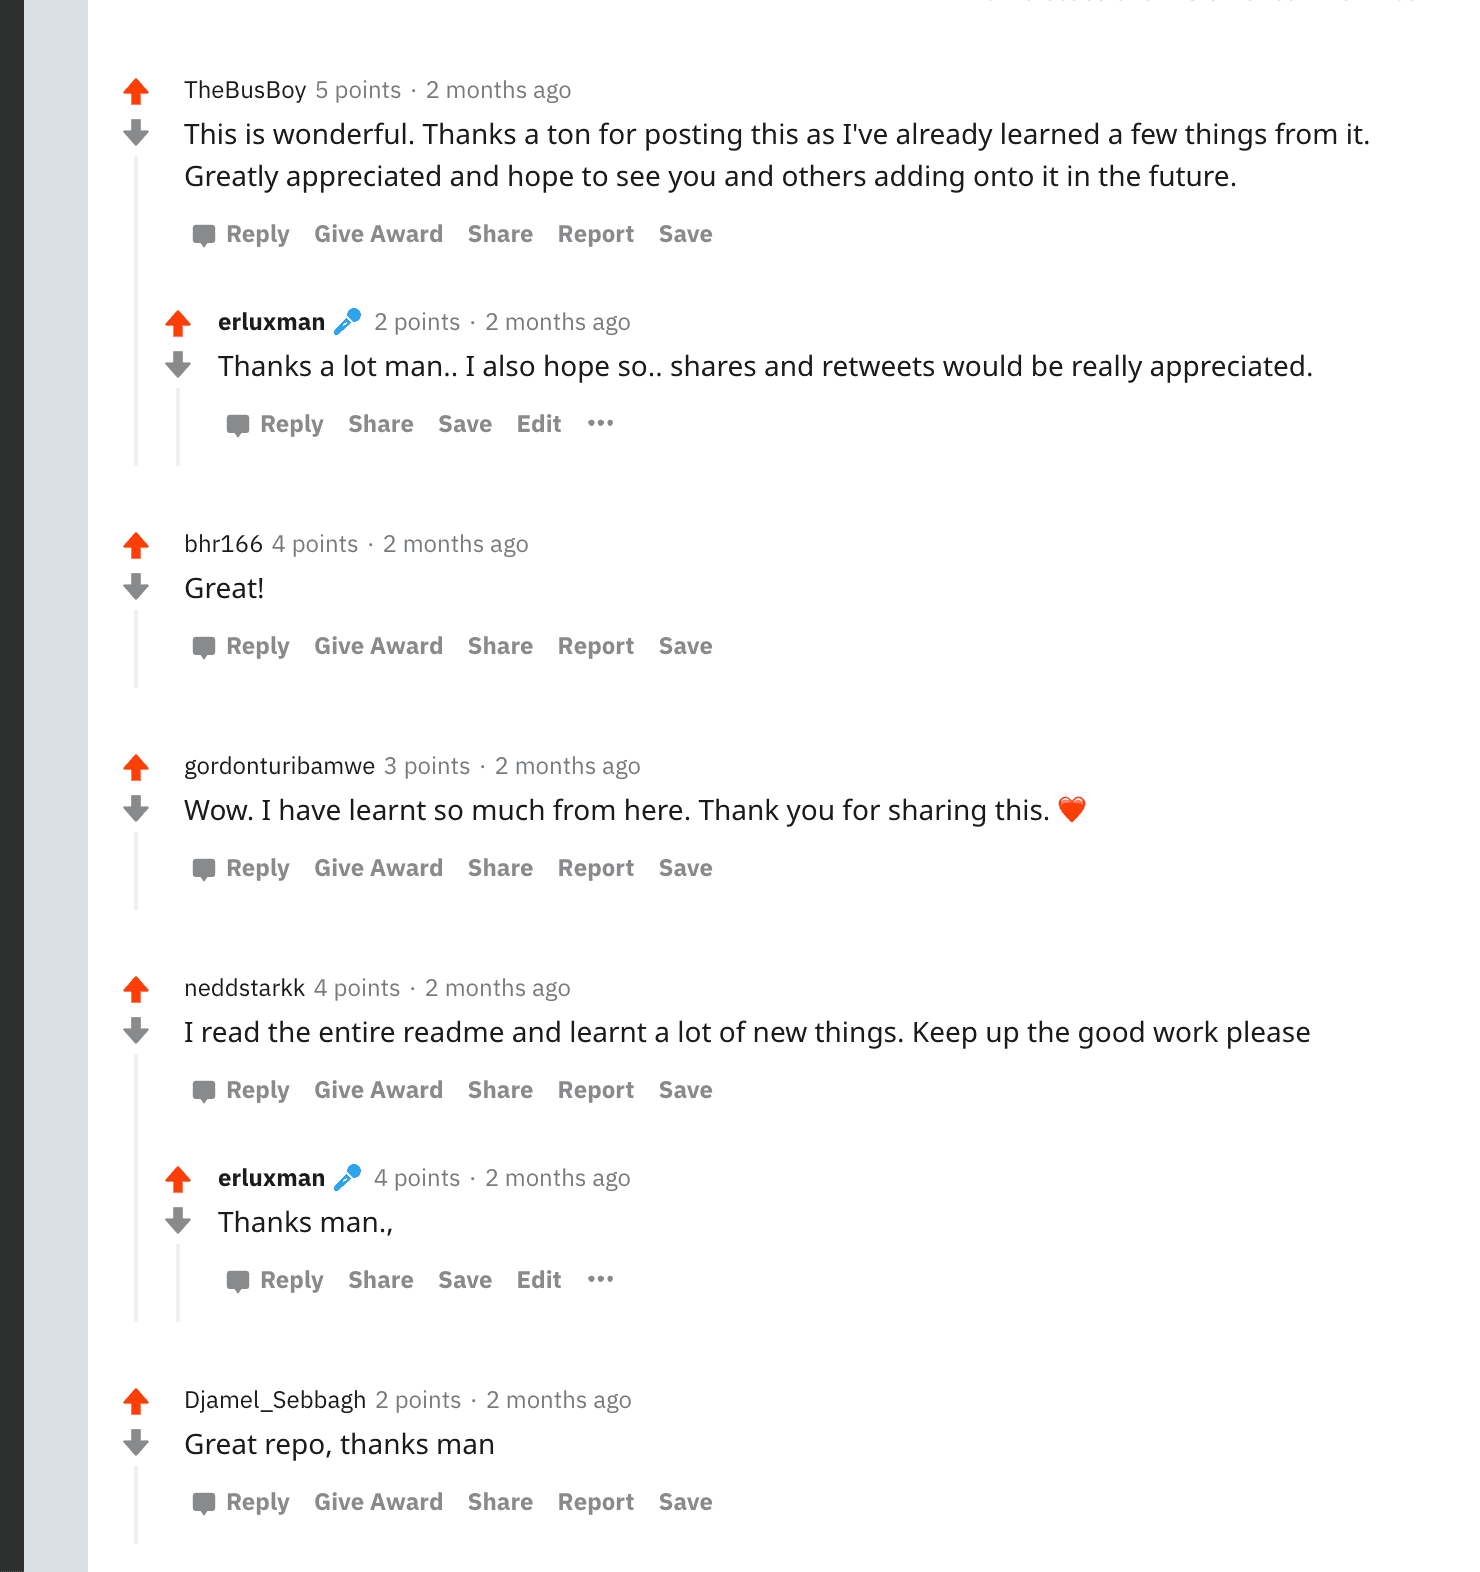 TheBusBoy 5 points · 2 months ago
This is wonderful. Thanks a ton for posting this as I've already learned a few things from it.
Greatly appreciated and hope to see you and others adding onto it in the future.
Reply Give Award Share Report Save
erluxman 2 points · 2 months ago
Thanks a lot man.. I also hope so.. shares and retweets would be really appreciated.
Reply Share Save Edit •••
bhr166 4 points · 2 months ago
Great!
Reply Give Award Share Report Save
gordonturibamwe 3 points · 2 months ago
Wow. I have learnt so much from here. Thank you for sharing this. ❤️
Reply Give Award Share Report Save
neddstarkk 4 points · 2 months ago
I read the entire readme and learnt a lot of new things. Keep up the good work please
Reply Give Award Share Report Save
erluxman 4 points · 2 months ago
Thanks man.,
Reply Share Save Edit •••
Djamel_Sebbagh 2 points · 2 months ago
Great repo, thanks man
Reply Give Award Share Report Save